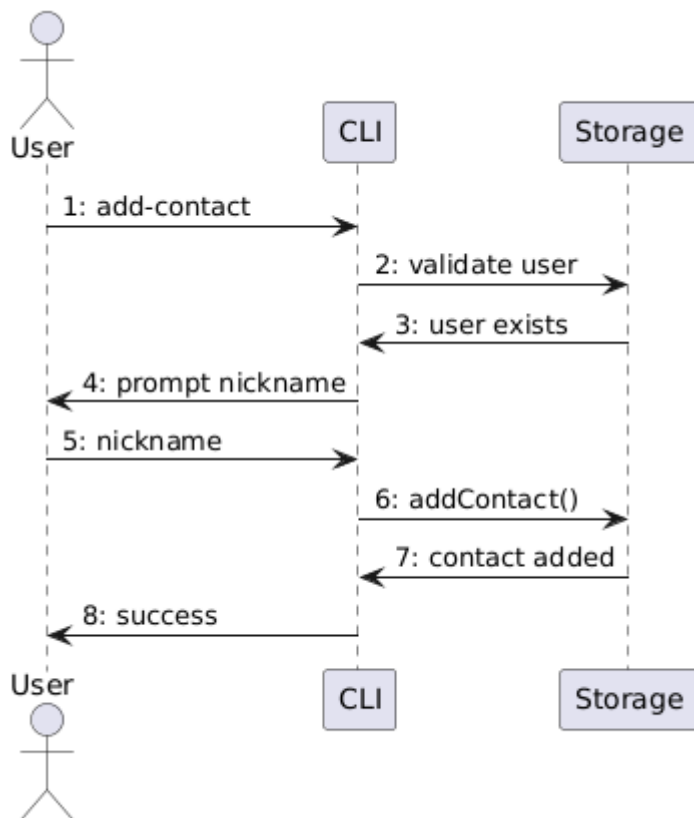 User
CLI
Storage
1: add-contact
2: validate user
3: user exists
4: prompt nickname
5: nickname
6: addContact()
7: contact added
8: success
User
CLI
Storage